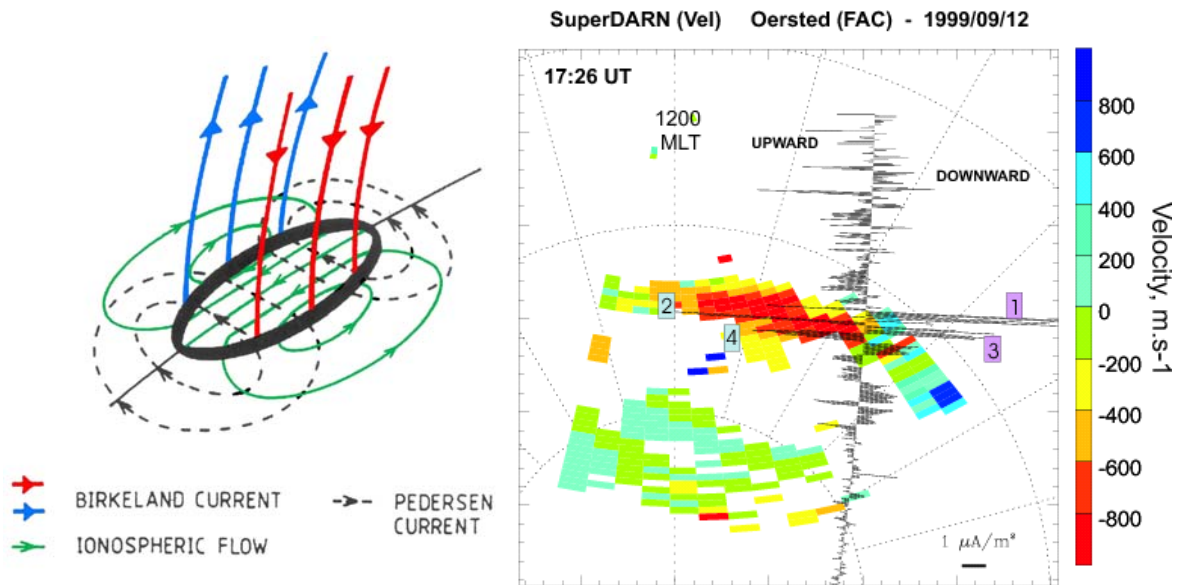 SuperDARN (Vel) Oersted (FAC) - 1999/09/12
17:26 UT
1200
MLT
UPWARD
DOWNWARD
1
2
4
3
1 μA/m²
800
600
400
200
0
-200
-400
-600
-800
Velocity, m.s-1
BIRKELAND CURRENT
PEDERSEN
CURRENT
IONOSPHERIC FLOW